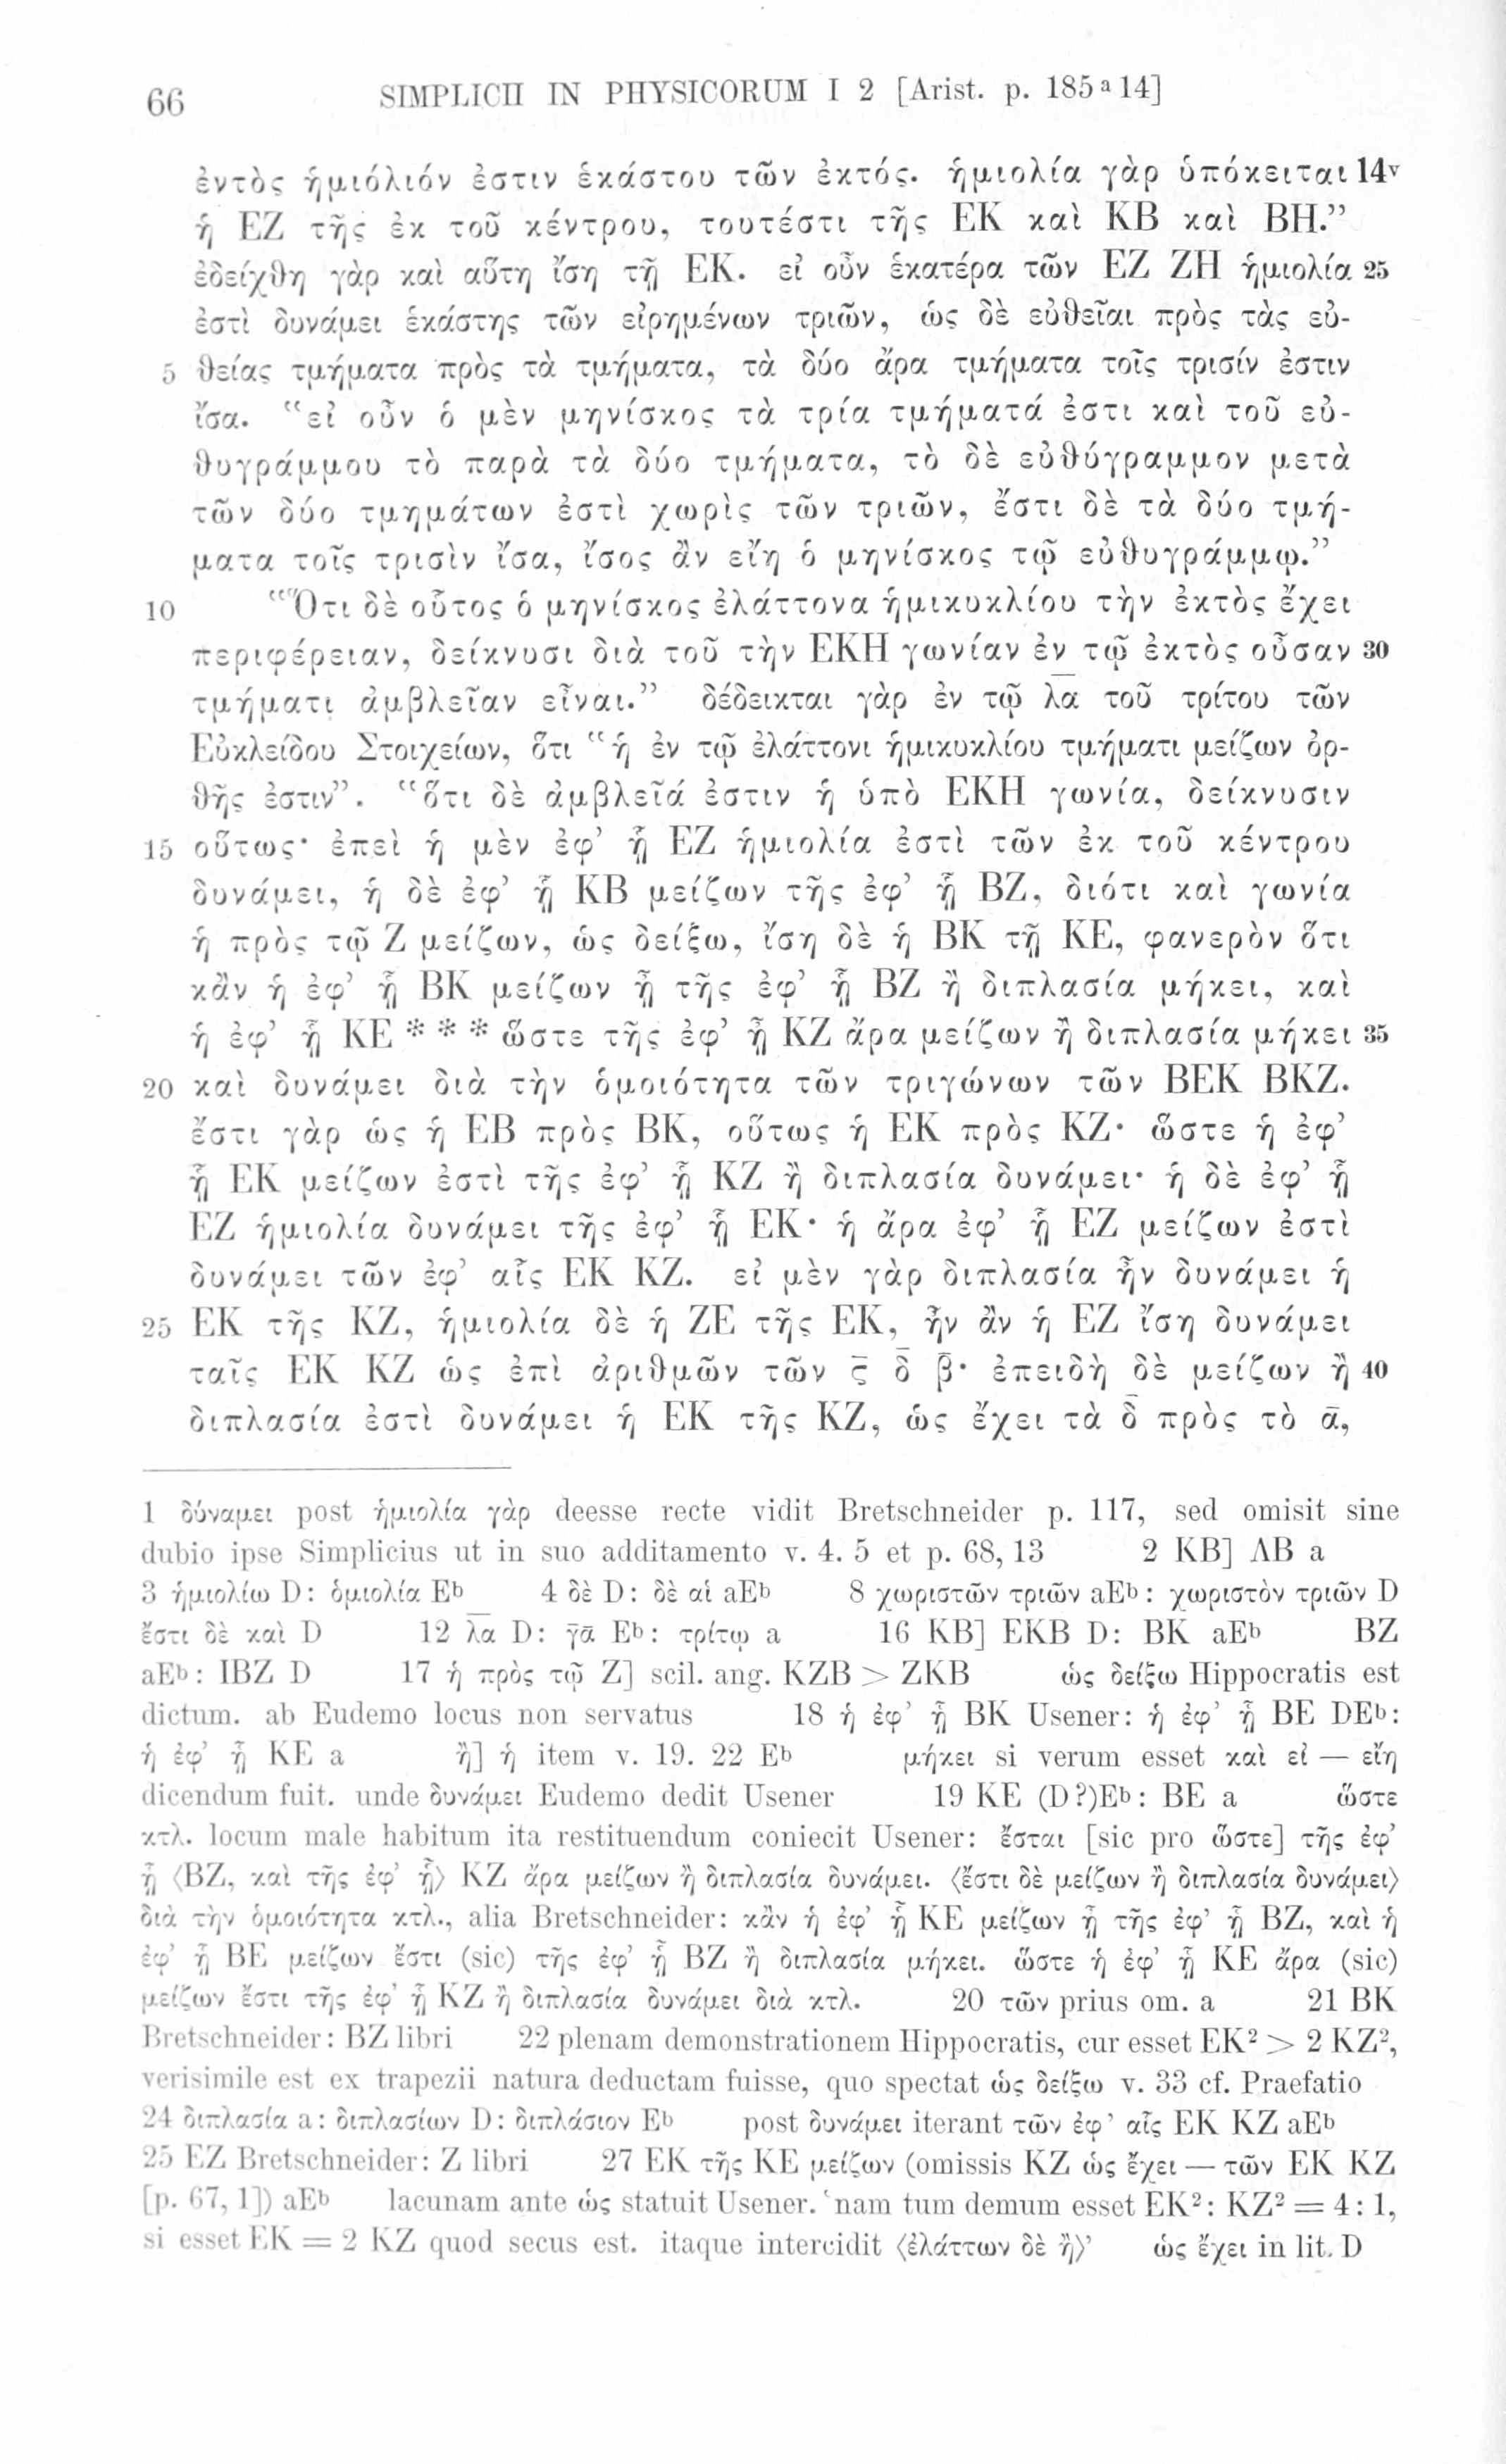 66 SIMPLICII IN PHYSICORUM I 2 [Arist. p. 185ᵃ14]
ἐντὸς ἡμιόλιόν ἐστιν ἑκάστου τῶν ἐκτός. ἡμιολία γὰρ ὑπόκειται 14ᵛ
ἡ ΕΖ τῆς ἐκ τοῦ κέντρου, τουτέστι τῆς ΕΚ καὶ ΚΒ καὶ ΒΗ.”
ἐδείχθη γὰρ καὶ αὕτη ἴση τῇ ΕΚ. εἰ οὖν ἑκατέρα τῶν ΕΖ ΖΗ ἡμιολία 25
ἐστὶ δυνάμει ἑκάστης τῶν εἰρημένων τριῶν, ὡς δὲ εὐθεῖαι πρὸς τὰς εὐ-
5 θείας τμήματα πρὸς τὰ τμήματα, τὰ δύο ἄρα τμήματα τοῖς τρισίν ἐστιν
ἴσα. “εἰ οὖν ὁ μὲν μηνίσκος τὰ τρία τμήματά ἐστι καὶ τοῦ εὐ-
θυγράμμου τὸ παρὰ τὰ δύο τμήματα, τὸ δὲ εὐθύγραμμον μετὰ
τῶν δύο τμημάτων ἐστὶ χωρὶς τῶν τριῶν, ἔστι δὲ τὰ δύο τμή-
ματα τοῖς τρισὶν ἴσα, ἴσος ἂν εἴη ὁ μηνίσκος τῷ εὐθυγράμμῳ.”
10 “Ὅτι δὲ οὗτος ὁ μηνίσκος ἐλάττονα ἡμικυκλίου τὴν ἐκτὸς ἔχει
περιφέρειαν, δείκνυσι διὰ τοῦ τὴν ΕΚΗ γωνίαν ἐν τῷ ἐκτὸς οὖσαν 30
τμήματι ἀμβλεῖαν εἶναι.” δέδεικται γὰρ ἐν τῷ λ̅α̅ τοῦ τρίτου τῶν
Εὐκλείδου Στοιχείων, ὅτι “ἡ ἐν τῷ ἐλάττονι ἡμικυκλίου τμήματι μείζων ὀρ-
θῆς ἐστιν”. “ὅτι δὲ ἀμβλεῖά ἐστιν ἡ ὑπὸ ΕΚΗ γωνία, δείκνυσιν
15 οὕτως· ἐπεὶ ἡ μὲν ἐφ’ ᾗ ΕΖ ἡμιολία ἐστὶ τῶν ἐκ τοῦ κέντρου
δυνάμει, ἡ δὲ ἐφ’ ᾗ ΚΒ μείζων τῆς ἐφ’ ᾗ ΒΖ, διότι καὶ γωνία
ἡ πρὸς τῷ Ζ μείζων, ὡς δείξω, ἴση δὲ ἡ ΒΚ τῇ ΚΕ, φανερὸν ὅτι
κἂν ἡ ἐφ’ ᾗ ΒΚ μείζων ᾖ τῆς ἐφ’ ᾗ ΒΖ ἢ διπλασία μήκει, καὶ
ἡ ἐφ’ ᾗ ΚΕ * * * ὥστε τῆς ἐφ’ ᾗ ΚΖ ἄρα μείζων ἢ διπλασία μήκει 35
20 καὶ δυνάμει διὰ τὴν ὁμοιότητα τῶν τριγώνων τῶν ΒΕΚ ΒΚΖ.
ἔστι γὰρ ὡς ἡ ΕΒ πρὸς ΒΚ, οὕτως ἡ ΕΚ πρὸς ΚΖ· ὥστε ἡ ἐφ’
ᾗ ΕΚ μείζων ἐστὶ τῆς ἐφ’ ᾗ ΚΖ ἢ διπλασία δυνάμει· ἡ δὲ ἐφ’ ᾗ
ΕΖ ἡμιολία δυνάμει τῆς ἐφ’ ᾗ ΕΚ· ἡ ἄρα ἐφ’ ᾗ ΕΖ μείζων ἐστὶ
δυνάμει τῶν ἐφ’ αἷς ΕΚ ΚΖ. εἰ μὲν γὰρ διπλασία ἦν δυνάμει ἡ
25 ΕΚ τῆς ΚΖ, ἡμιολία δὲ ἡ ΖΕ τῆς ΕΚ, ἦν ἂν ἡ ΕΖ ἴση δυνάμει
ταῖς ΕΚ ΚΖ ὡς ἐπὶ ἀριθμῶν τῶν ς̅ δ̅ β̅· ἐπειδὴ δὲ μείζων ἢ 40
διπλασία ἐστὶ δυνάμει ἡ ΕΚ τῆς ΚΖ, ὡς ἔχει τὰ δ̅ πρὸς τὸ α̅,
1 δύναμει post ἡμιολία γὰρ deesse recte vidit Bretschneider p. 117, sed omisit sine
dubio ipse Simplicius ut in suo additamento v. 4. 5 et p. 68, 13 2 ΚΒ] ΛΒ a
3 ἡμιολίω D: ὁμιολία Eᵇ 4 δὲ D: δὲ αἱ aEᵇ 8 χωριστῶν τριῶν aEᵇ: χωριστὸν τριῶν D
ἔστι δὲ καὶ D 12 λ̅α̅ D: γ̅α̅ Eᵇ: τρίτῳ a 16 ΚΒ] ΕΚΒ D: ΒΚ aEᵇ ΒΖ
aEᵇ: ΙΒΖ D 17 ἡ πρὸς τῷ Ζ] scil. ang. ΚΖΒ > ΖΚΒ ὡς δείξω Hippocratis est
dictum. ab Eudemo locus non servatus 18 ἡ ἐφ’ ᾗ ΒΚ Usener: ἡ ἐφ’ ᾗ ΒΕ DEᵇ:
ἡ ἐφ’ ᾗ ΚΕ a ἢ] ἡ item v. 19. 22 Eᵇ μήκει si verum esset καὶ εἰ — εἴη
dicendum fuit. unde δυνάμει Eudemo dedit Usener 19 ΚΕ (D?)Eᵇ: ΒΕ a ὥστε
κτλ. locum male habitum ita restituendum coniecit Usener: ἔσται [sic pro ὥστε] τῆς ἐφ’
ᾗ ⟨ΒΖ, καὶ τῆς ἐφ’ ᾗ⟩ ΚΖ ἄρα μείζων ἢ διπλασία δυνάμει. ⟨ἔστι δὲ μείζων ἢ διπλασία δυνάμει⟩
διὰ τὴν ὁμοιότητα κτλ., alia Bretschneider: κἂν ἡ ἐφ’ ᾗ ΚΕ μείζων ᾖ τῆς ἐφ’ ᾗ ΒΖ, καὶ ἡ
ἐφ’ ᾗ ΒΕ μείζων ἔστι (sic) τῆς ἐφ’ ᾗ ΒΖ ἢ διπλασία μήκει. ὥστε ἡ ἐφ’ ᾗ ΚΕ ἄρα (sic)
μείζων ἔστι τῆς ἐφ’ ᾗ ΚΖ ἢ διπλασία δυνάμει διὰ κτλ. 20 τῶν prius om. a 21 ΒΚ
Bretschneider: ΒΖ libri 22 plenam demonstrationem Hippocratis, cur esset ΕΚ² > 2 ΚΖ²,
verisimile est ex trapezii natura deductam fuisse, quo spectat ὡς δείξω v. 33 cf. Praefatio
24 διπλασία a: διπλασίων D: διπλάσιον Eᵇ post δυνάμει iterant τῶν ἐφ’ αἷς ΕΚ ΚΖ aEᵇ
25 ΕΖ Bretschneider: Ζ libri 27 ΕΚ τῆς ΚΕ μείζων (omissis ΚΖ ὡς ἔχει — τῶν ΕΚ ΚΖ
[p. 67, 1]) aEᵇ lacunam ante ὡς statuit Usener. ‘nam tum demum esset ΕΚ²: ΚΖ² = 4: 1,
si esset ΕΚ = 2 ΚΖ quod secus est. itaque intercidit ⟨ἐλάττων δὲ ἢ⟩’ ὡς ἔχει in lit. D